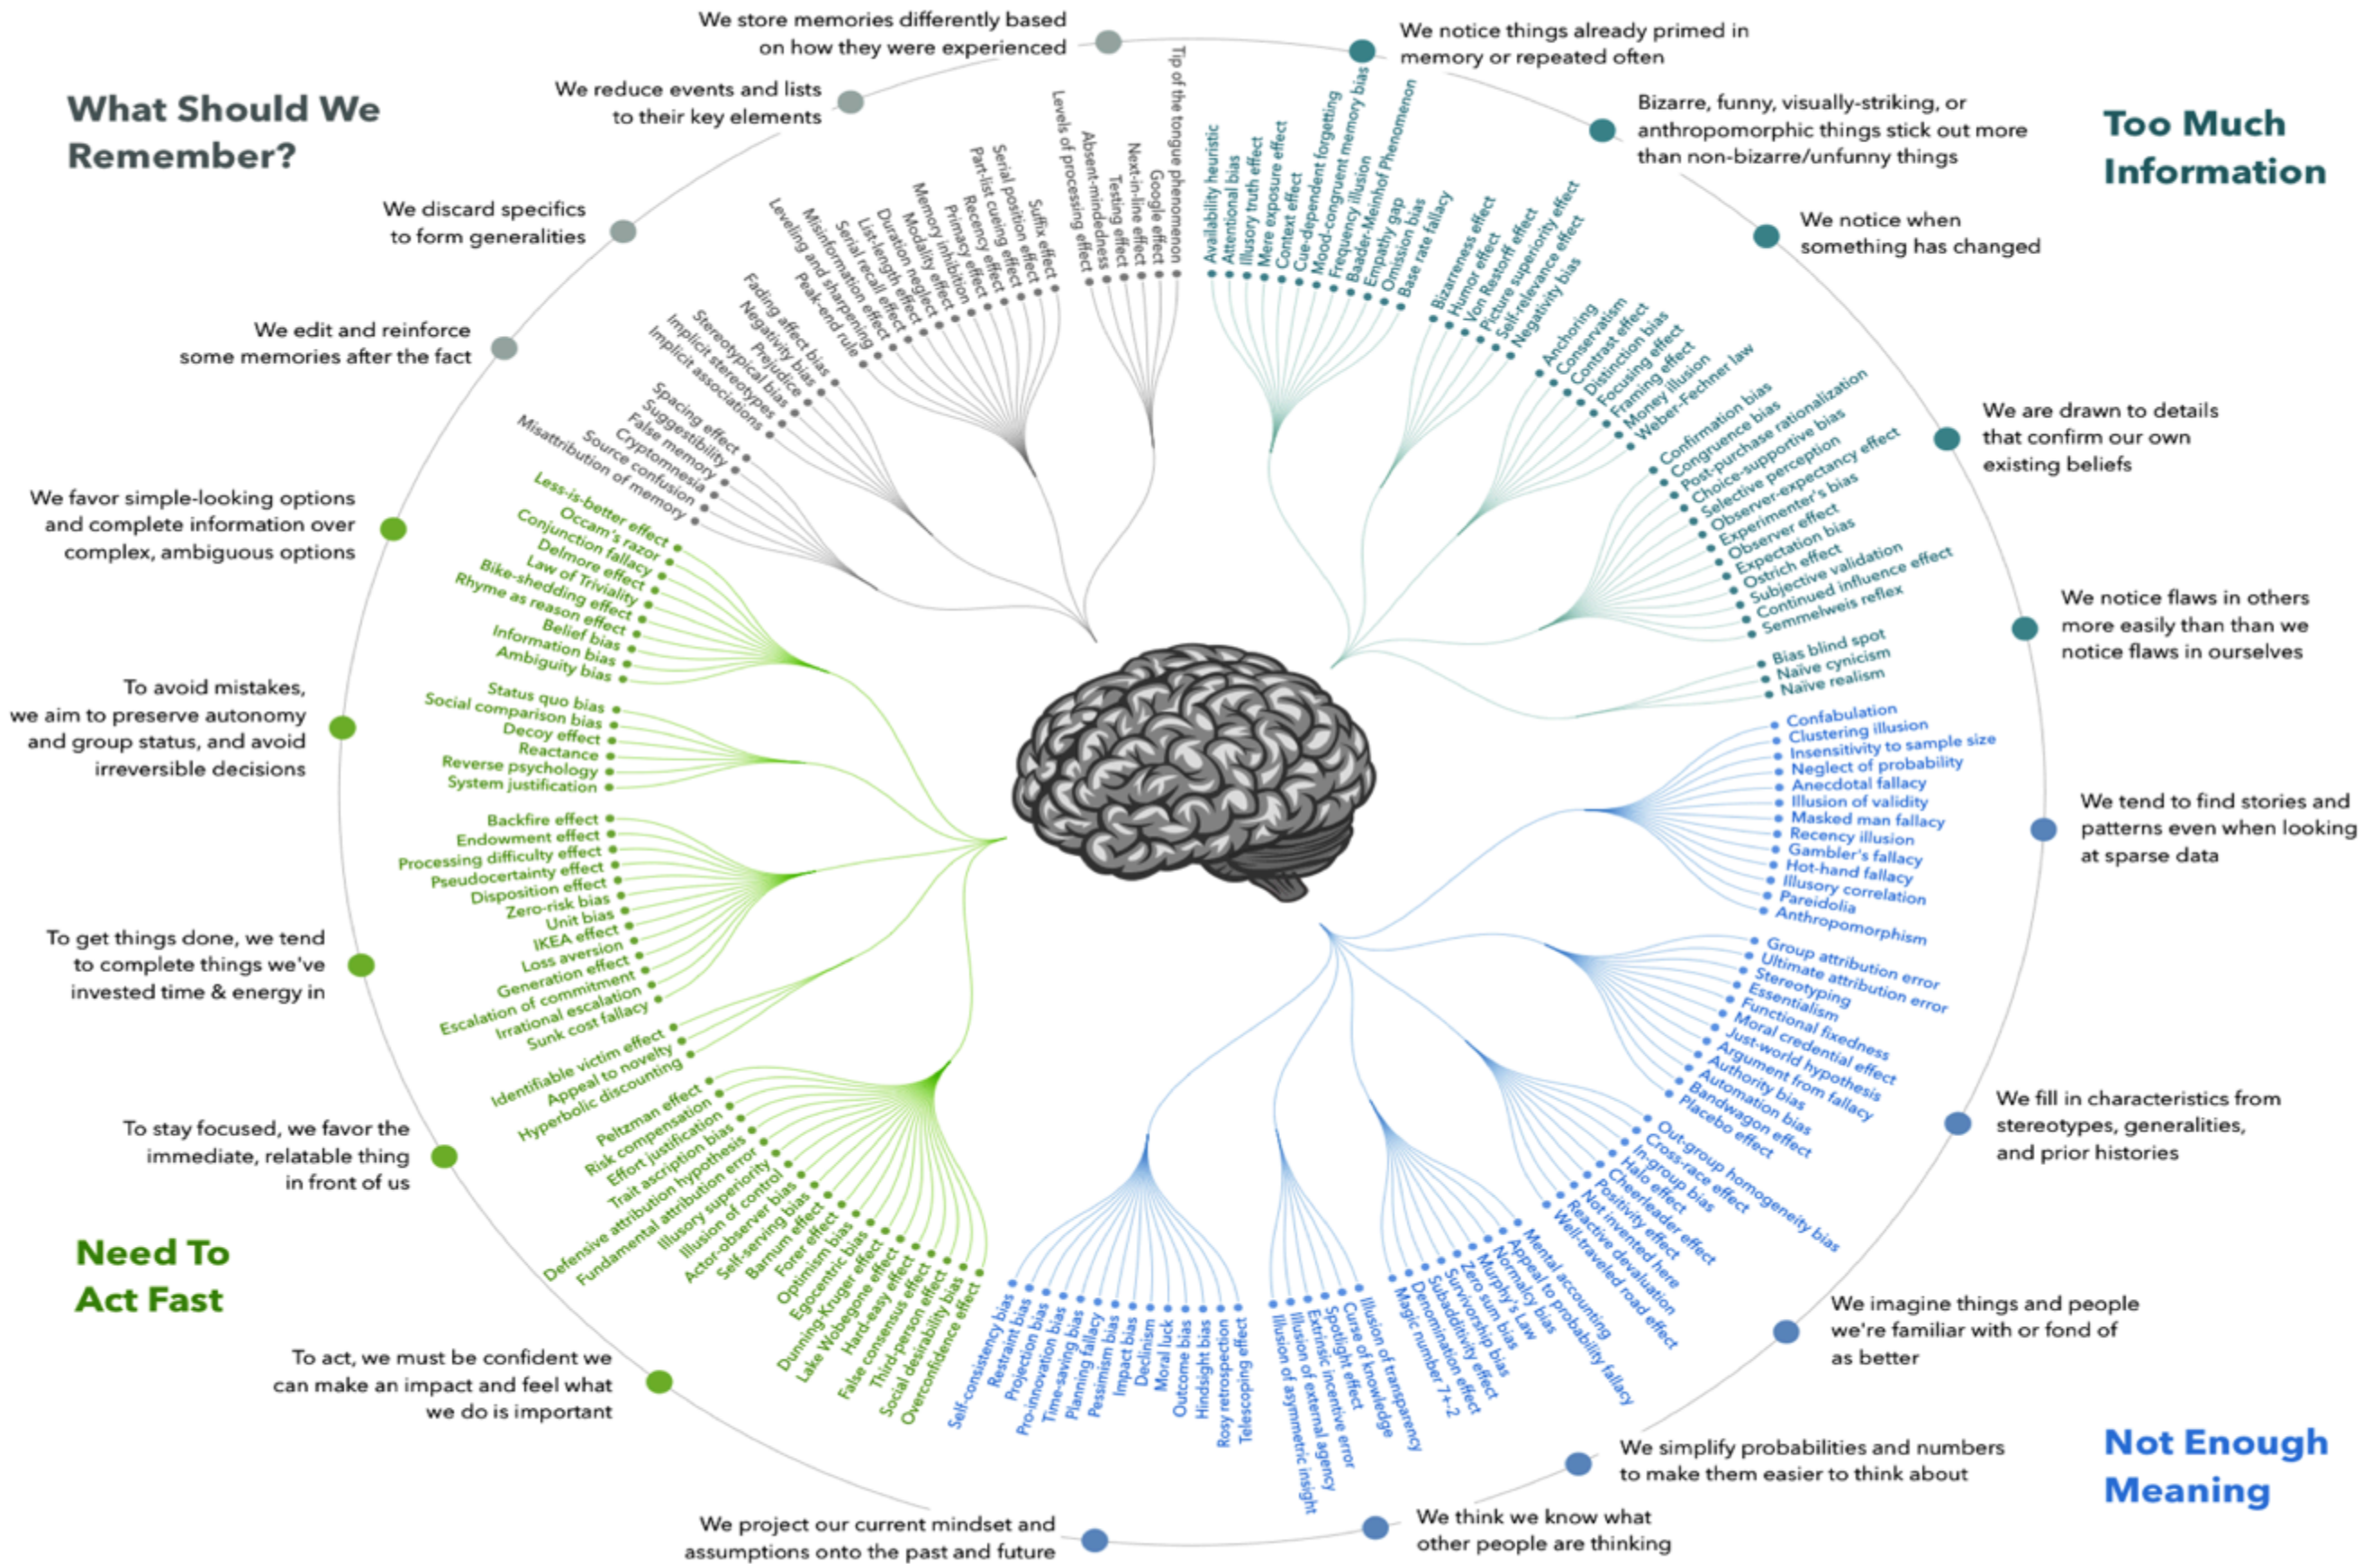 We store memories differently based
on how they were experienced
We reduce events and lists
to their key elements
What Should We
Remember?
We discard specifics
to form generalities
We edit and reinforce
some memories after the fact
We favor simple-looking options
and complete information over
complex, ambiguous options
To avoid mistakes,
we aim to preserve autonomy
and group status, and avoid
irreversible decisions
To get things done, we tend
to complete things we've
invested time & energy in
To stay focused, we favor the
immediate, relatable thing
in front of us
Need To
Act Fast
To act, we must be confident we
can make an impact and feel what
we do is important
We project our current mindset and
assumptions onto the past and future
We notice things already primed in
memory or repeated often
Bizarre, funny, visually-striking, or
anthropomorphic things stick out more
than non-bizarre/unfunny things
Too Much
Information
We notice when
something has changed
We are drawn to details
that confirm our own
existing beliefs
We notice flaws in others
more easily than than we
notice flaws in ourselves
We tend to find stories and
patterns even when looking
at sparse data
We fill in characteristics from
stereotypes, generalities,
and prior histories
We imagine things and people
we're familiar with or fond of
as better
We simplify probabilities and numbers
to make them easier to think about
We think we know what
other people are thinking
Not Enough
Meaning
Availability heuristic
Attentional bias
Illusory truth effect
Mere exposure effect
Context effect
Cue-dependent forgetting
Mood-congruent memory bias
Frequency illusion
Baader-Meinhof Phenomenon
Empathy gap
Omission bias
Base rate fallacy
Bizarreness effect
Humor effect
Von Restorff effect
Picture superiority effect
Self-relevance effect
Negativity bias
Anchoring
Conservatism
Contrast effect
Distinction bias
Focusing effect
Framing effect
Money illusion
Weber-Fechner law
Confirmation bias
Congruence bias
Post-purchase rationalization
Choice-supportive bias
Selective perception
Observer-expectancy effect
Experimenter's bias
Observer effect
Expectation bias
Ostrich effect
Subjective validation
Continued influence effect
Semmelweis reflex
Bias blind spot
Naïve cynicism
Naïve realism
Confabulation
Clustering illusion
Insensitivity to sample size
Neglect of probability
Anecdotal fallacy
Illusion of validity
Masked man fallacy
Recency illusion
Gambler's fallacy
Hot-hand fallacy
Illusory correlation
Pareidolia
Anthropomorphism
Group attribution error
Ultimate attribution error
Stereotyping
Essentialism
Functional fixedness
Moral credential effect
Just-world hypothesis
Argument from fallacy
Authority bias
Automation bias
Bandwagon effect
Placebo effect
Out-group homogeneity bias
Cross-race effect
In-group bias
Halo effect
Cheerleader effect
Positivity effect
Not invented here
Reactive devaluation
Well-traveled road effect
Mental accounting
Appeal to probability fallacy
Normalcy bias
Murphy's Law
Zero sum bias
Survivorship bias
Subadditivity effect
Denomination effect
Magic number 7+-2
Illusion of transparency
Curse of knowledge
Spotlight effect
Extrinsic incentive error
Illusion of external agency
Illusion of asymmetric insight
Telescoping effect
Rosy retrospection
Hindsight bias
Outcome bias
Moral luck
Declinism
Impact bias
Pessimism bias
Planning fallacy
Time-saving bias
Pro-innovation bias
Projection bias
Restraint bias
Self-consistency bias
Overconfidence effect
Social desirability bias
Third-person effect
False consensus effect
Hard-easy effect
Lake Wobegone effect
Dunning-Kruger effect
Egocentric bias
Optimism bias
Forer effect
Barnum effect
Self-serving bias
Actor-observer bias
Illusion of control
Illusory superiority
Fundamental attribution error
Defensive attribution hypothesis
Trait ascription bias
Effort justification
Risk compensation
Peltzman effect
Hyperbolic discounting
Appeal to novelty
Identifiable victim effect
Sunk cost fallacy
Irrational escalation
Escalation of commitment
Generation effect
Loss aversion
IKEA effect
Unit bias
Zero-risk bias
Disposition effect
Pseudocertainty effect
Processing difficulty effect
Endowment effect
Backfire effect
System justification
Reverse psychology
Reactance
Decoy effect
Social comparison bias
Status quo bias
Ambiguity bias
Information bias
Belief bias
Rhyme as reason effect
Bike-shedding effect
Law of Triviality
Delmore effect
Conjunction fallacy
Occam's razor
Less-is-better effect
Misattribution of memory
Source confusion
Cryptomnesia
False memory
Suggestibility
Spacing effect
Implicit associations
Implicit stereotypes
Stereotypical bias
Prejudice
Negativity bias
Fading affect bias
Peak-end rule
Leveling and sharpening
Misinformation effect
Serial recall effect
List-length effect
Duration neglect
Modality effect
Memory inhibition
Primacy effect
Recency effect
Part-list cueing effect
Serial position effect
Suffix effect
Levels of processing effect
Absent-mindedness
Testing effect
Next-in-line effect
Google effect
Tip of the tongue phenomenon